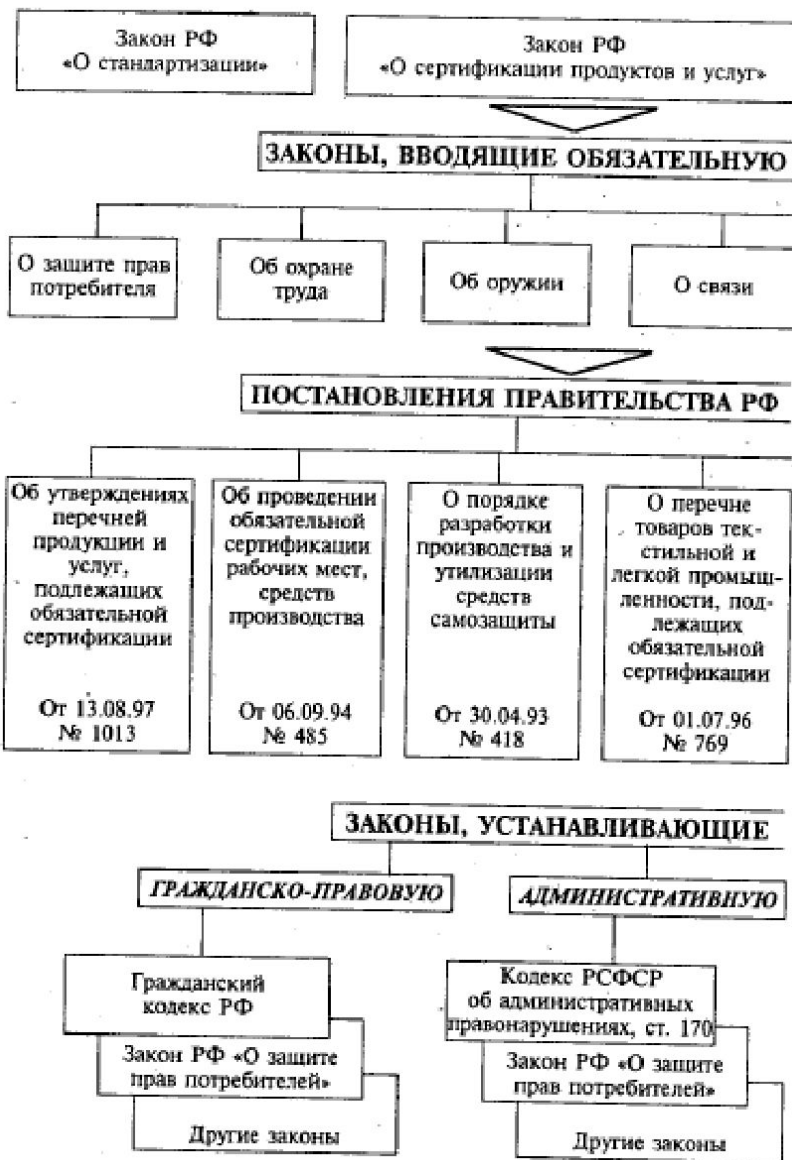 Закон РФ
«О стандартизации»
Закон РФ
«О сертификации продуктов и услуг»
ЗАКОНЫ, ВВОДЯЩИЕ ОБЯЗАТЕЛЬНУЮ
О защите прав
потребителя
Об охране
труда
Об оружии
О связи
ПОСТАНОВЛЕНИЯ ПРАВИТЕЛЬСТВА РФ
Об утверждениях
перечней
продукции и
услуг,
подлежащих
обязательной
сертификации
От 13.08.97
№ 1013
Об проведении
обязательной
сертификации
рабочих мест,
средств
производства
От 06.09.94
№ 485
О порядке
разработки
производства и
утилизации
средств
самозащиты
От 30.04.93
№ 418
О перечне
товаров тек-
стильной и
легкой промыш-
ленности, под-
лежащих
обязательной
сертификации
От 01.07.96
№ 769
ЗАКОНЫ, УСТАНАВЛИВАЮЩИЕ
ГРАЖДАНСКО-ПРАВОВУЮ
АДМИНИСТРАТИВНУЮ
Гражданский
кодекс РФ
Закон РФ «О защите
прав потребителей»
Другие законы
Кодекс РСФСР
об административных
правонарушениях, ст. 170
Закон РФ «О защите
прав потребителей»
Другие законы